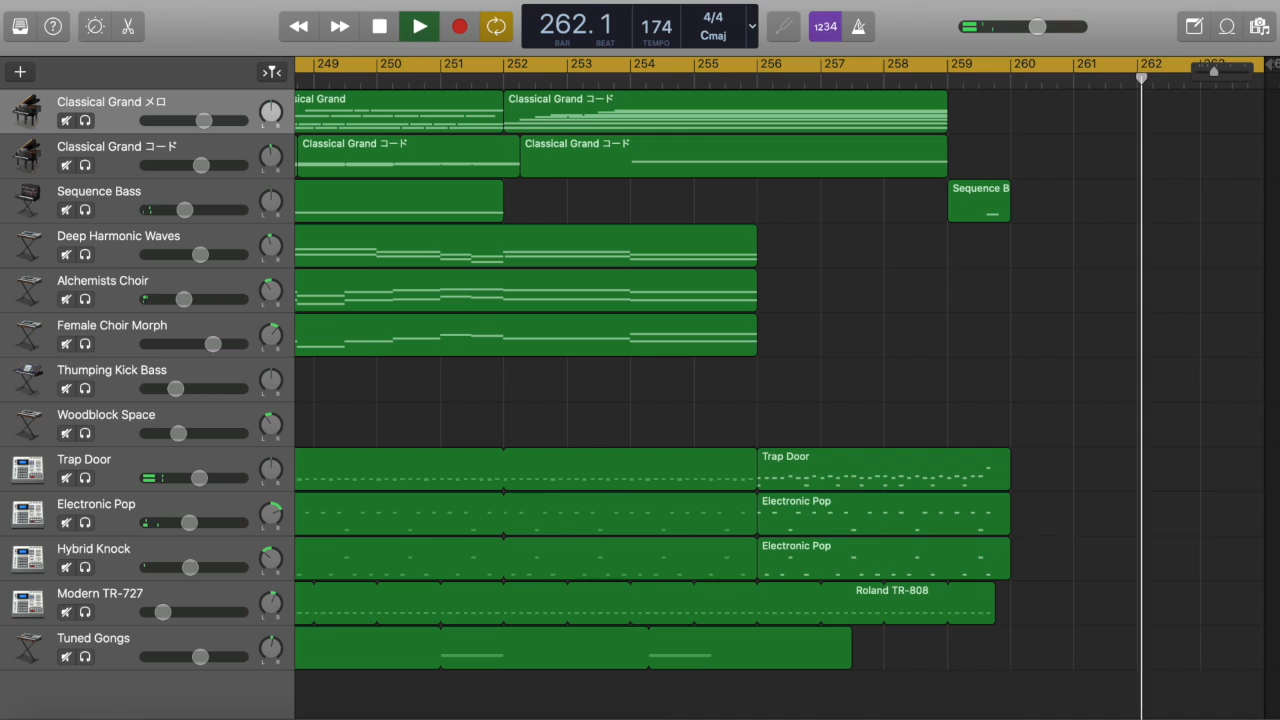 262.1
BAR BEAT
174
TEMPO
4/4
Cmaj
1234
249 250 251 252 253 254 255 256 257 258 259 260 261 262 263
Classical Grand メロ
L R
sical Grand
Classical Grand コード
Classical Grand コード
L R
Classical Grand コード
Classical Grand コード
Sequence Bass
L R
Sequence B
Deep Harmonic Waves
L R
Alchemists Choir
L R
Female Choir Morph
L R
Thumping Kick Bass
L R
Woodblock Space
L R
Trap Door
L R
Trap Door
Electronic Pop
L R
Electronic Pop
Hybrid Knock
L R
Electronic Pop
Modern TR-727
L R
Roland TR-808
Tuned Gongs
L R